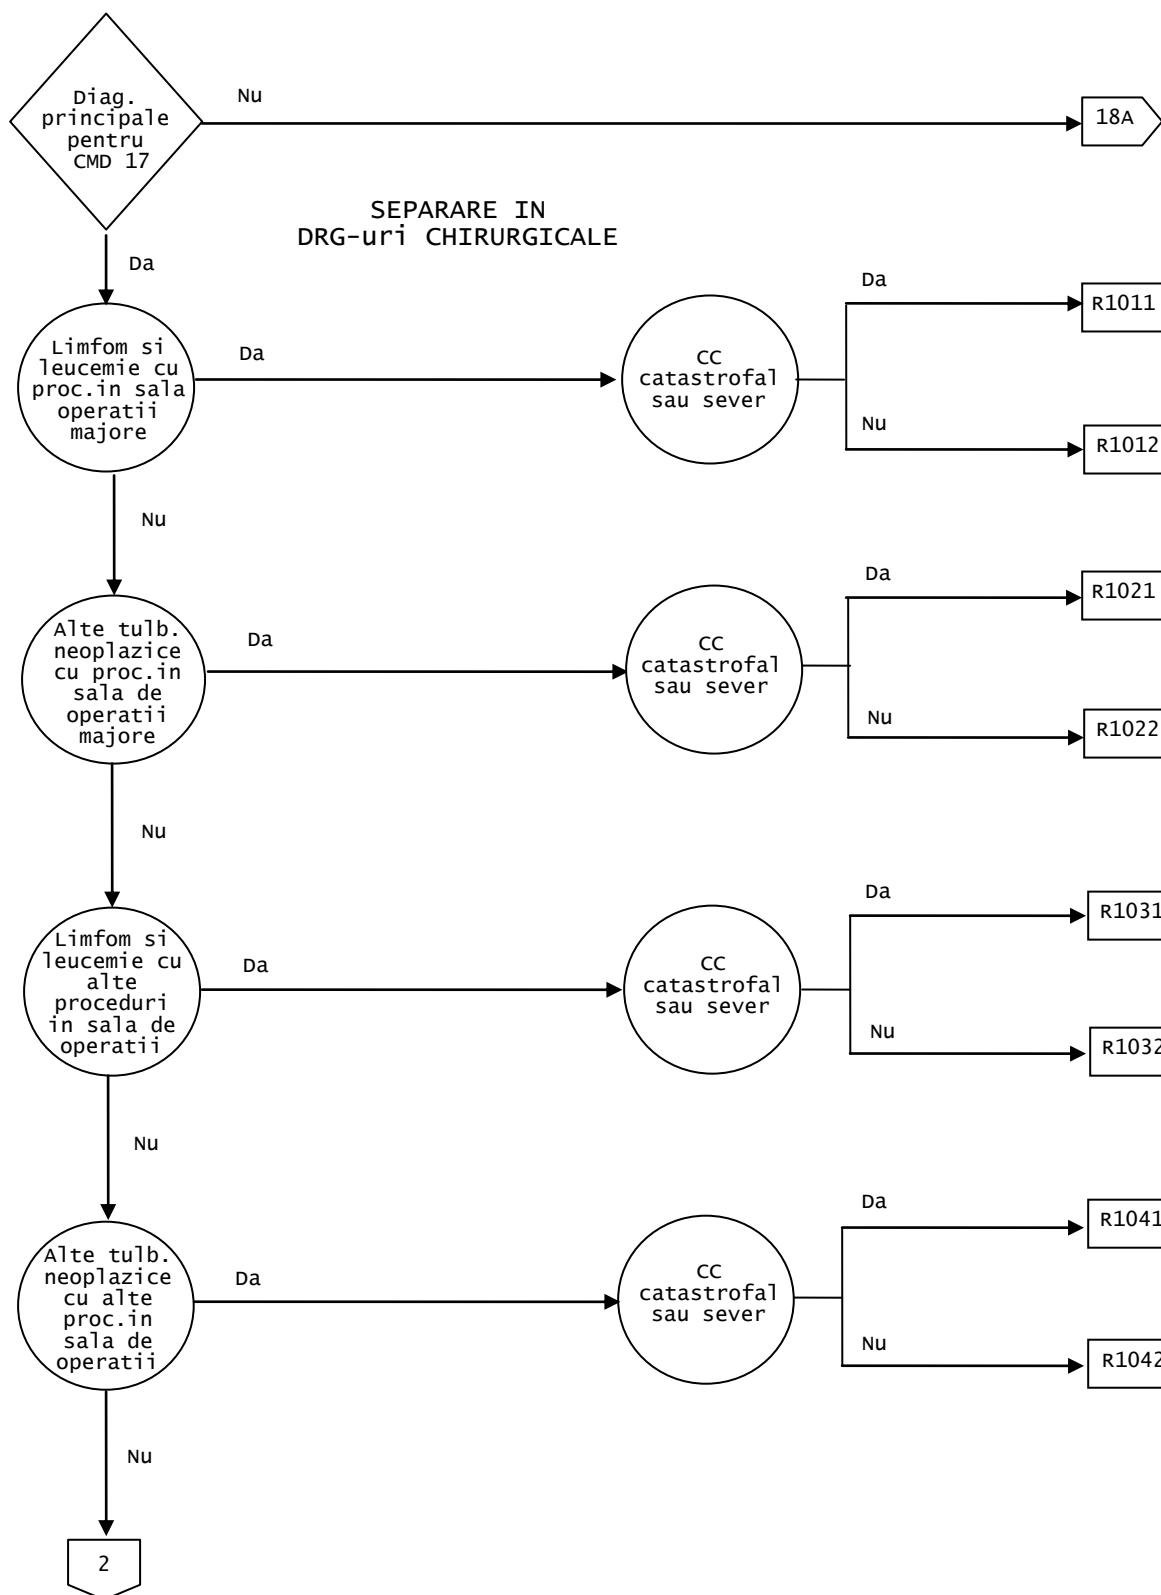 Diag.
principale
pentru
CMD 17
Nu
18A
SEPARARE IN
DRG-uri CHIRURGICALE
Da
Limfom si
leucemie cu
proc.in sala
operatii
majore
Da
CC
catastrofal
sau sever
Da
R1011
Nu
R1012
Nu
Alte tulb.
neoplazice
cu proc.in
sala de
operatii
majore
Da
CC
catastrofal
sau sever
Da
R1021
Nu
R1022
Nu
Limfom si
leucemie cu
alte
proceduri
in sala de
operatii
Da
CC
catastrofal
sau sever
Da
R1031
Nu
R1032
Nu
Alte tulb.
neoplazice
cu alte
proc.in
sala de
operatii
Da
CC
catastrofal
sau sever
Da
R1041
Nu
R1042
Nu
2